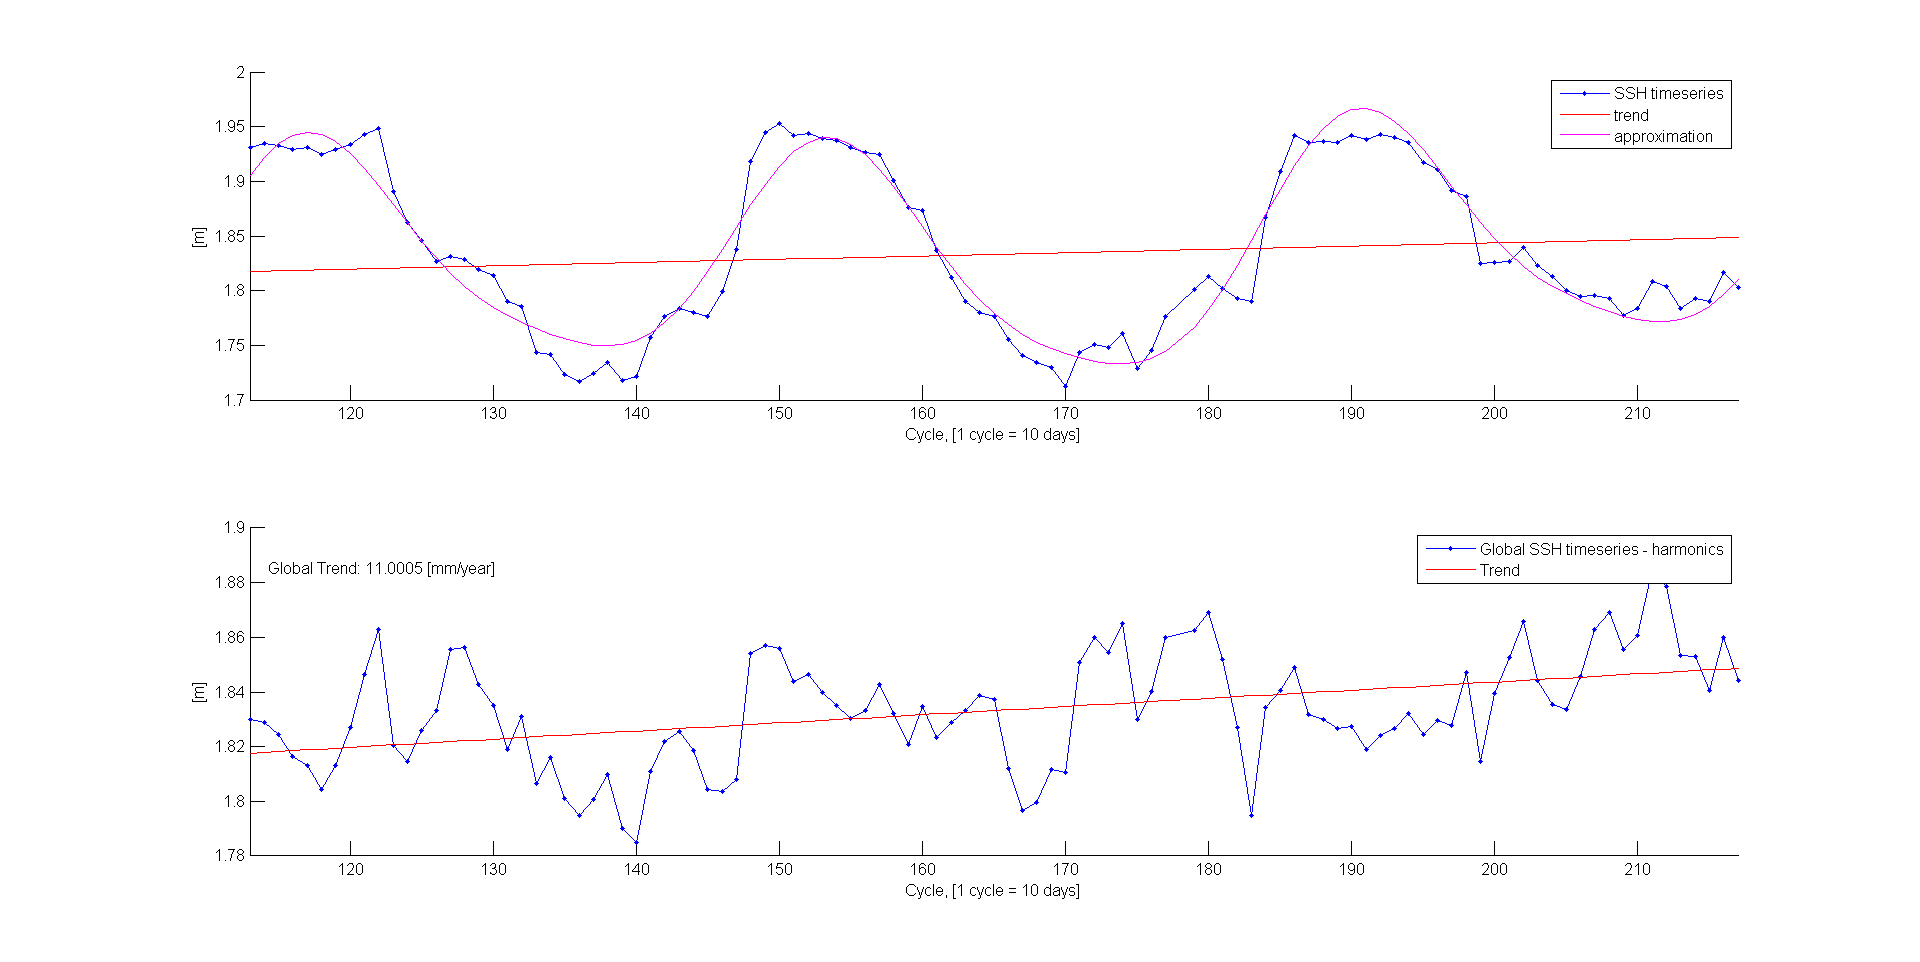 2
1.95
1.9
1.85
1.8
1.75
1.7
[m]
SSH timeseries
trend
approximation
120 130 140 150 160 170 180 190 200 210
Cycle, [1 cycle = 10 days]
1.9
1.88
1.86
1.84
1.82
1.8
1.78
[m]
Global Trend: 11.0005 [mm/year]
Global SSH timeseries - harmonics
Trend
120 130 140 150 160 170 180 190 200 210
Cycle, [1 cycle = 10 days]